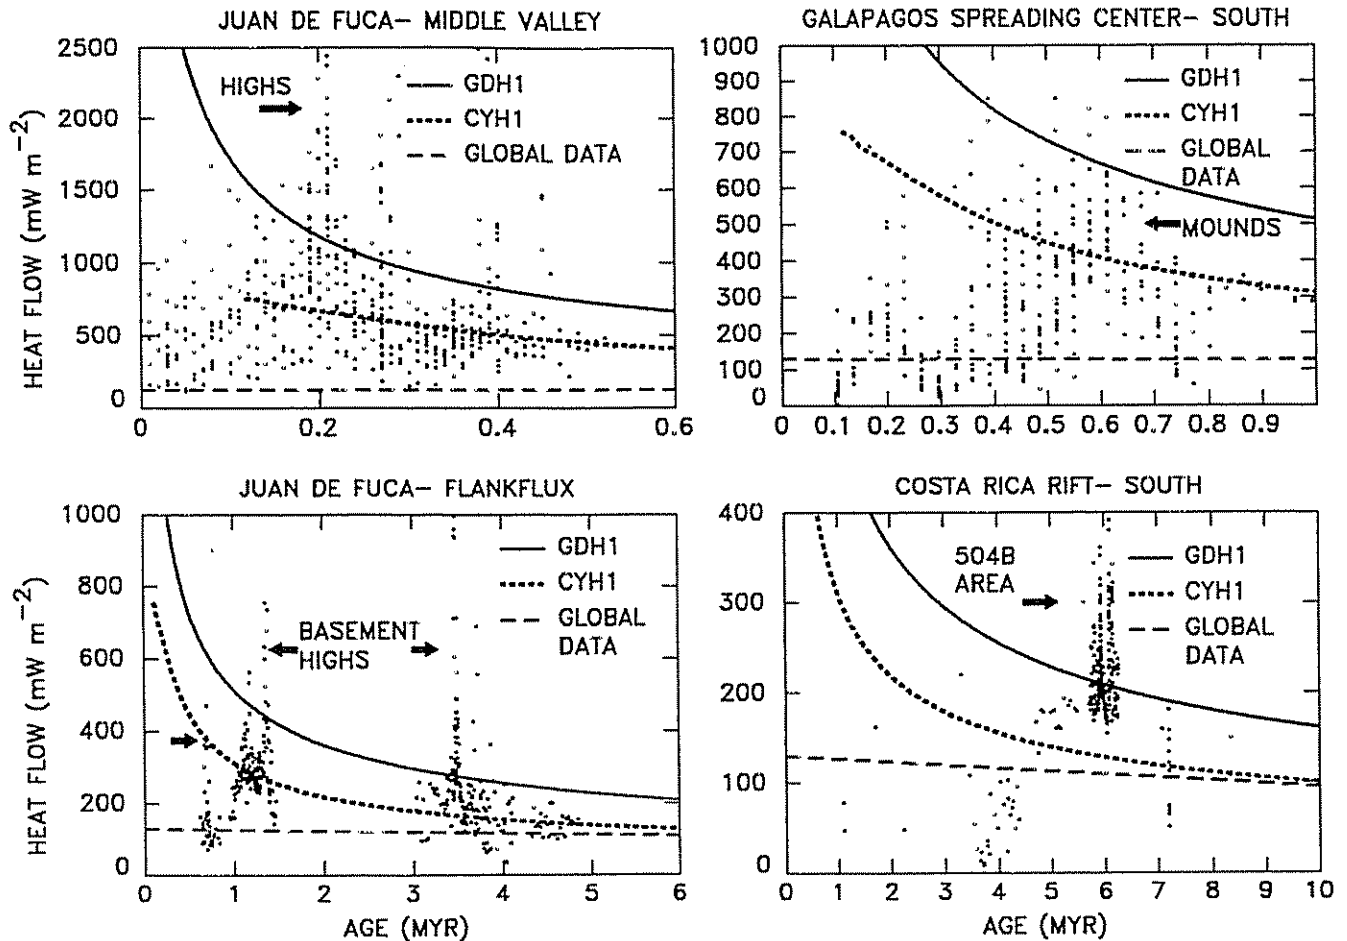 JUAN DE FUCA– MIDDLE VALLEY
HEAT FLOW (mW m−2)
2500
2000
1500
1000
500
0
HIGHS
GDH1
CYH1
GLOBAL DATA
0 0.2 0.4 0.6
GALAPAGOS SPREADING CENTER– SOUTH
1000
900
800
700
600
500
400
300
200
100
0
GDH1
CYH1
GLOBAL
DATA
MOUNDS
0 0.1 0.2 0.3 0.4 0.5 0.6 0.7 0.8 0.9
JUAN DE FUCA– FLANKFLUX
HEAT FLOW (mW m−2)
1000
800
600
400
200
0
GDH1
CYH1
GLOBAL
DATA
BASEMENT
HIGHS
0 1 2 3 4 5 6
AGE (MYR)
COSTA RICA RIFT– SOUTH
400
300
200
100
0
504B
AREA
GDH1
CYH1
GLOBAL
DATA
0 1 2 3 4 5 6 7 8 9 10
AGE (MYR)